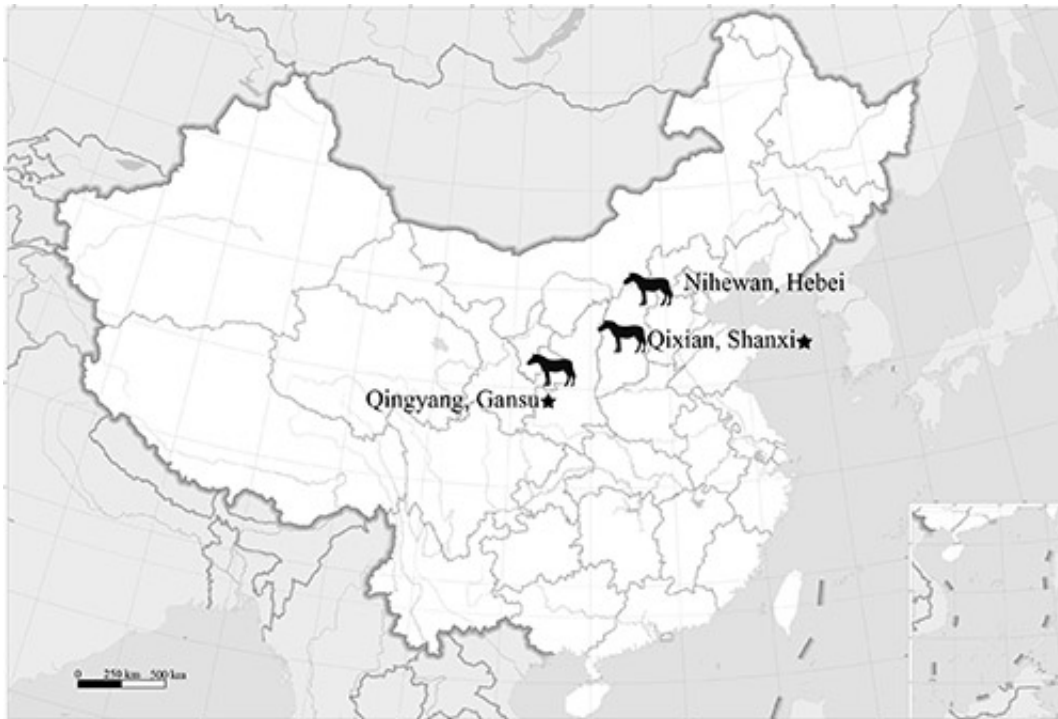 Nihewan, Hebei
Qixian, Shanxi★
Qingyang, Gansu★
0 250 km 500 km